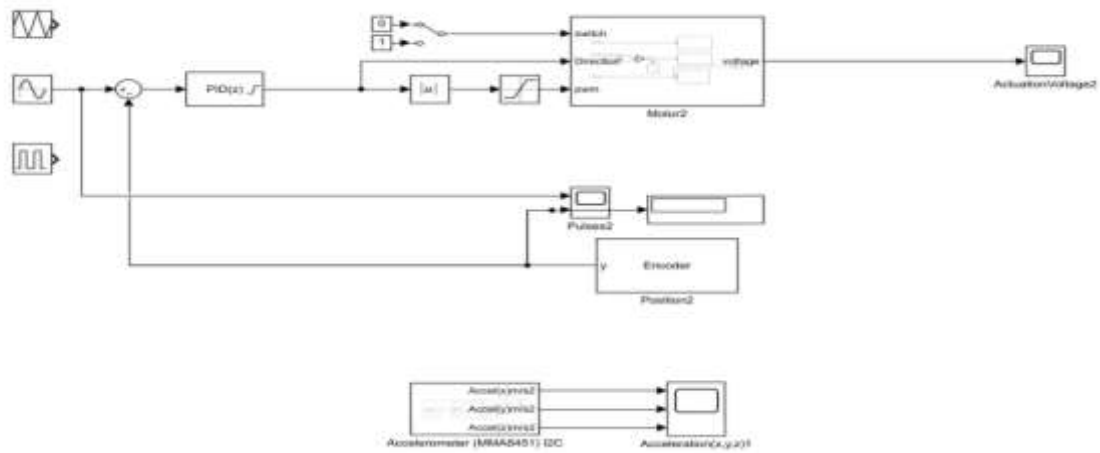 0
switch
1
Direction
voltage
PID(z)
|u|
pwm
ActuationVoltage2
Motor2
Pulses2
y
Encoder
Position2
Accel(x)m/s2
Accel(y)m/s2
Accel(z)m/s2
Accelerometer (MMA8451) I2C
Acceleration(x,y,z)1